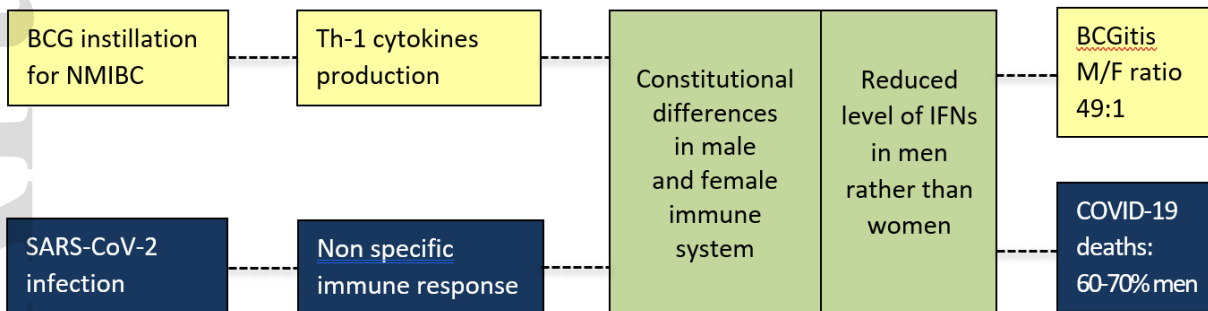 BCG instillation
for NMIBC
Th-1 cytokines
production
Constitutional
differences
in male
and female
immune
system
Reduced
level of IFNs
in men
rather than
women
BCGitis
M/F ratio
49:1
SARS-CoV-2
infection
Non specific
immune response
COVID-19
deaths:
60-70% men